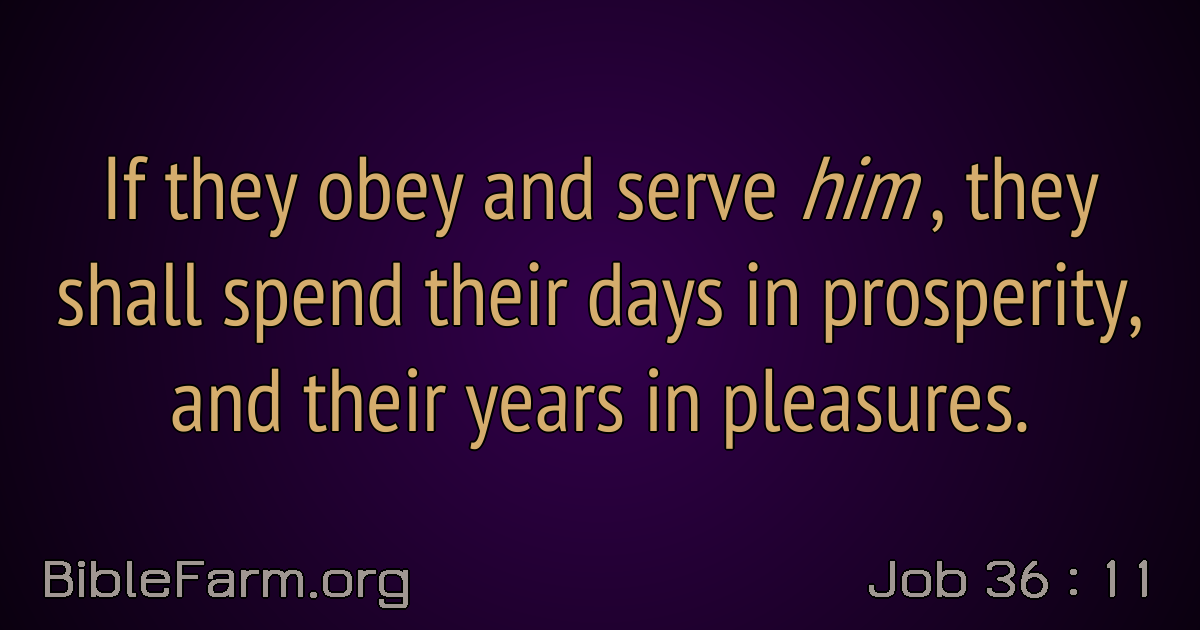 If they obey and serve him , they
shall spend their days in prosperity,
and their years in pleasures.
BibleFarm.org
Job 36 : 11